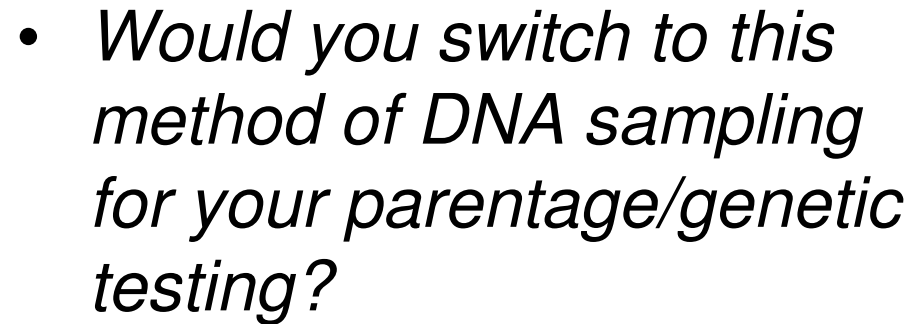 • Would you switch to this
method of DNA sampling
for your parentage/genetic
testing?